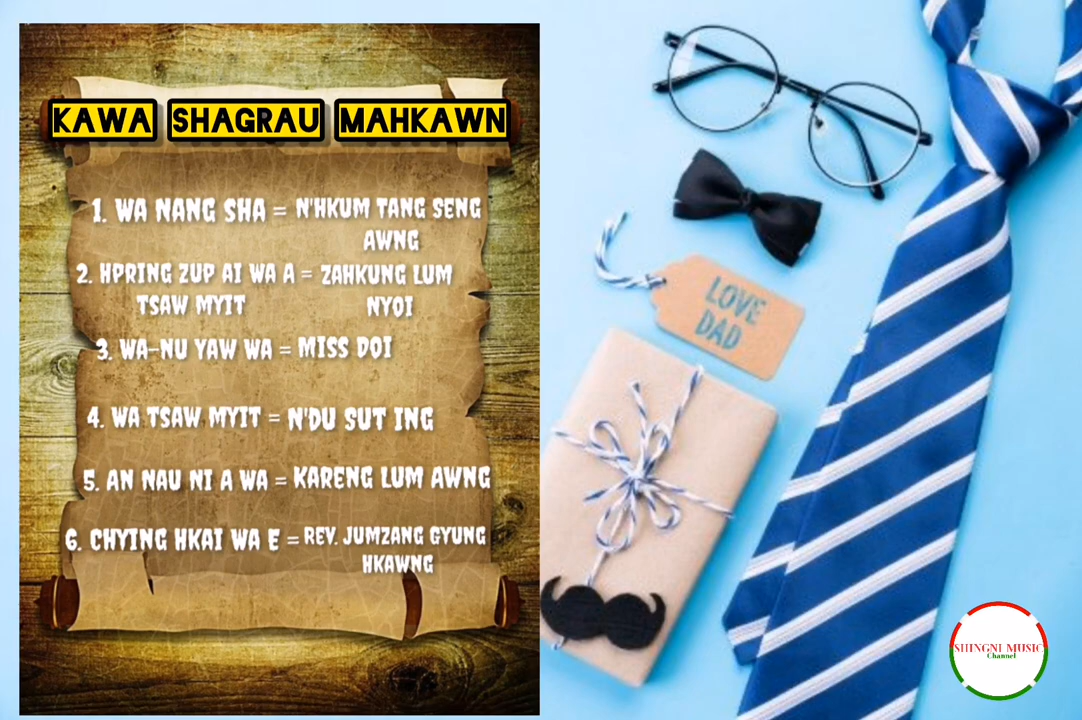 KAWA SHAGRAU MAHKAWN
1. WA NANG SHA = N'HKUM TANG SENG
AWNG
2. HPRING ZUP AI WA A = ZAHKUNG LUM
TSAW MYIT NYOI
3. WA-NU YAW WA = MISS DOI
4. WA TSAW MYIT = N'DU SUT ING
5. AN NAU NI A WA = KARENG LUM AWNG
6. CHYING HKAI WA E = REV. JUMZANG GYUNG
HKAWNG
LOVE
DAD
SHINGNI MUSIC
Channel